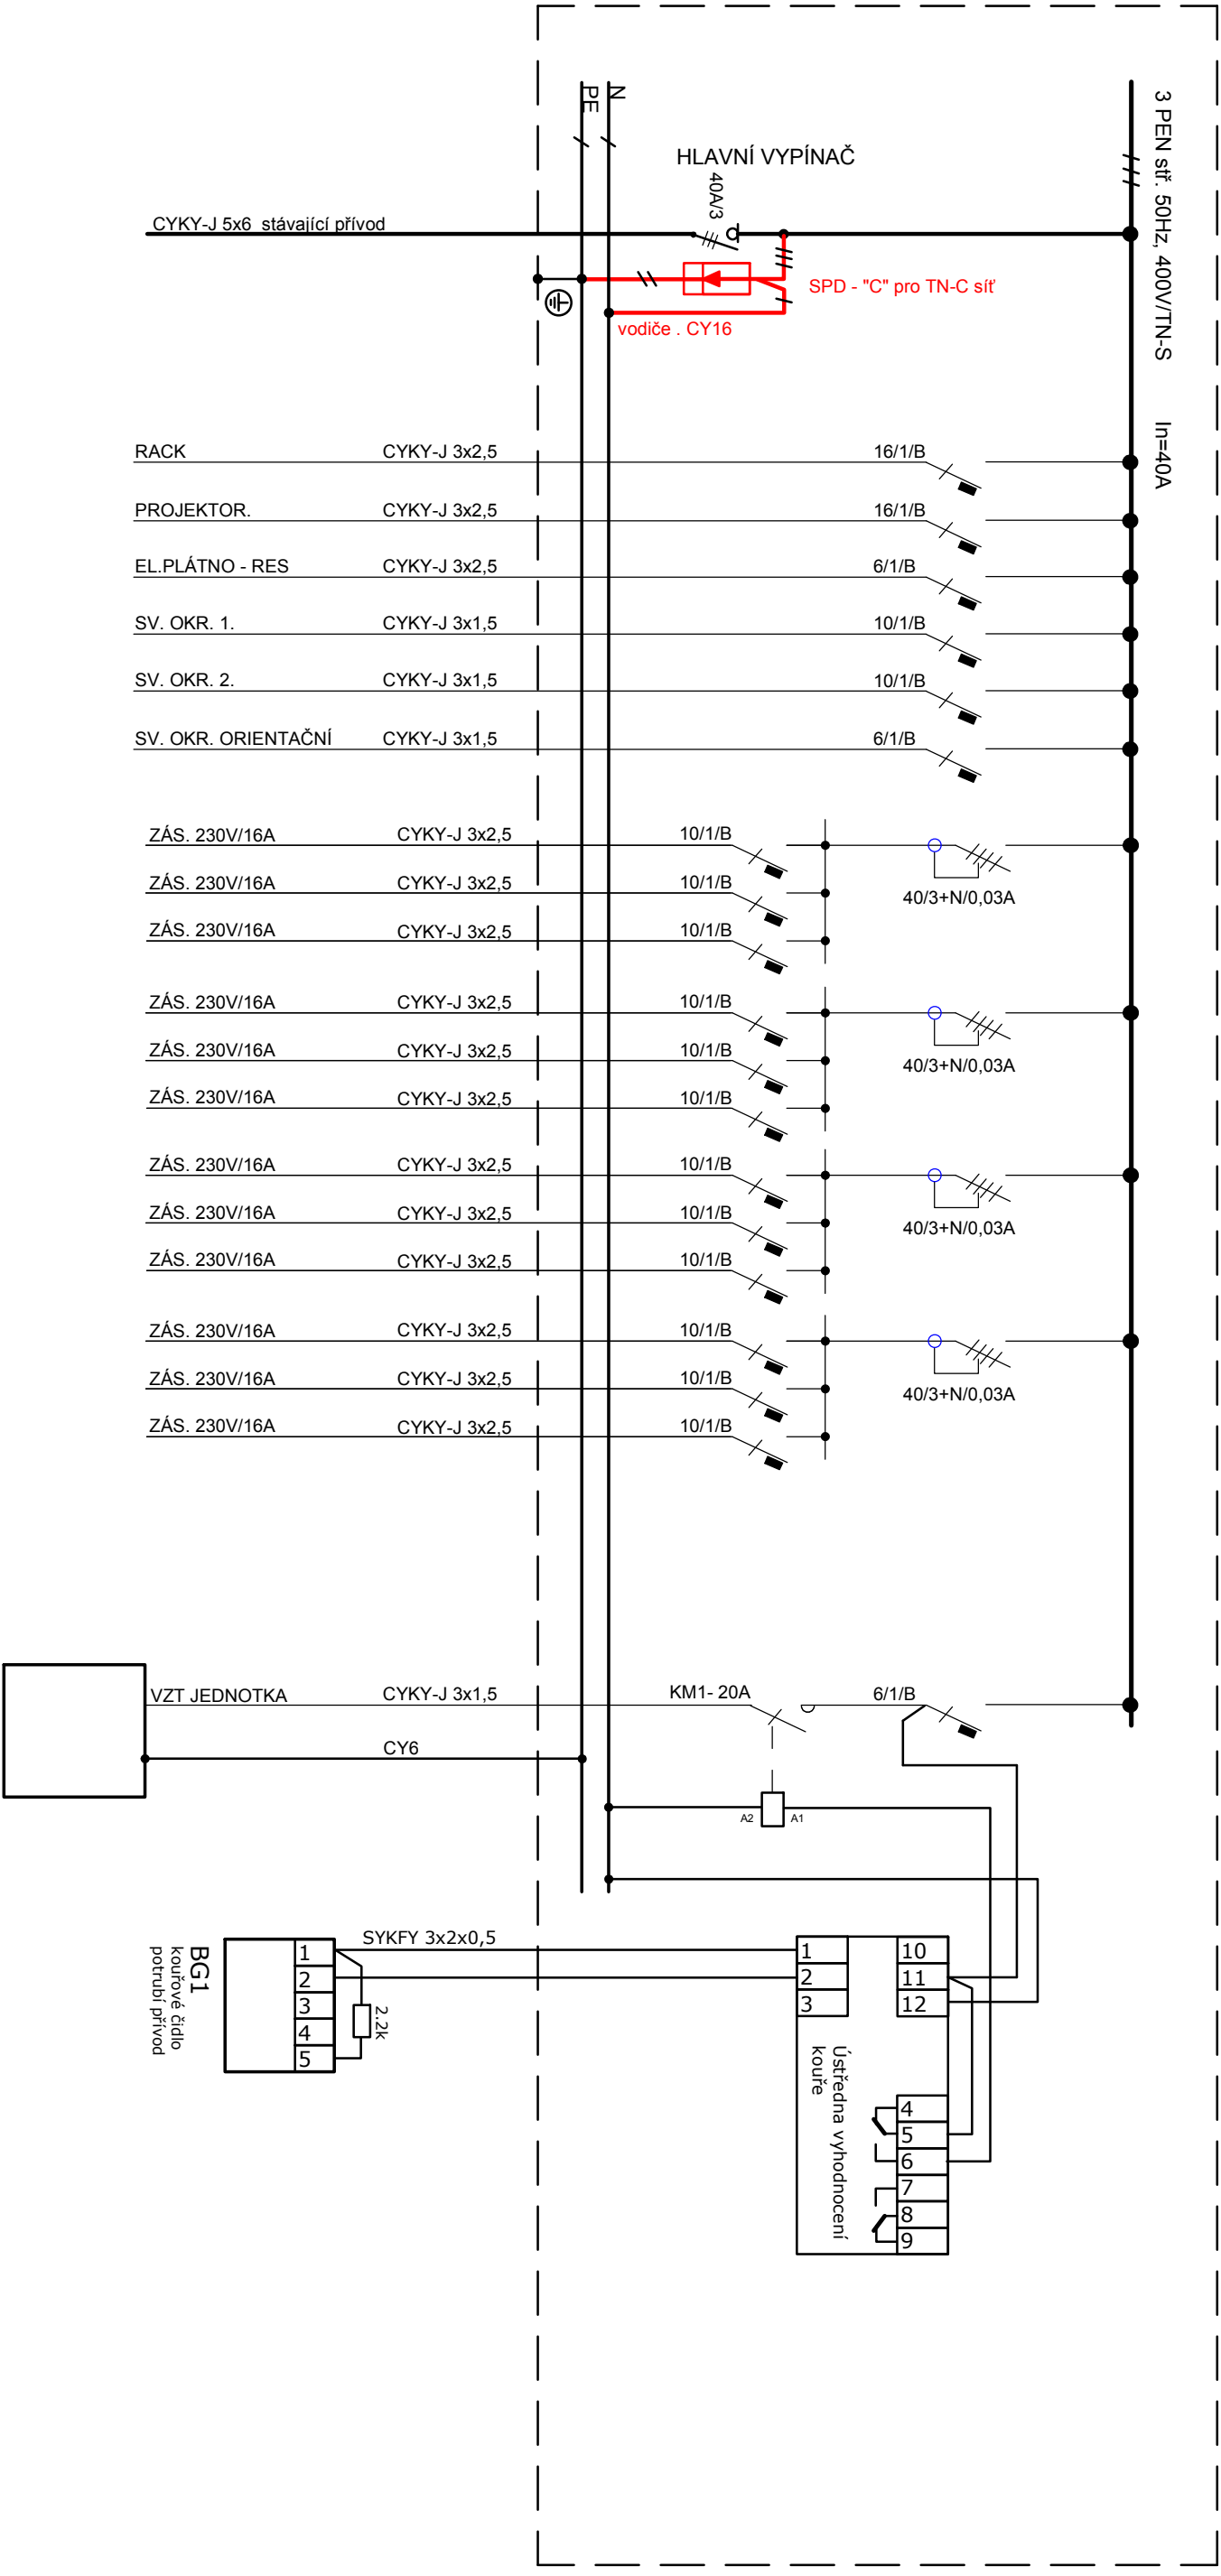 3 PEN stř. 50Hz, 400V/TN-S In=40A
PE
N
HLAVNÍ VYPÍNAČ
40A/3
CYKY-J 5x6 stávající přívod
SPD - "C" pro TN-C síť
vodiče . CY16
RACK CYKY-J 3x2,5 16/1/B
PROJEKTOR. CYKY-J 3x2,5 16/1/B
EL.PLÁTNO - RES CYKY-J 3x2,5 6/1/B
SV. OKR. 1. CYKY-J 3x1,5 10/1/B
SV. OKR. 2. CYKY-J 3x1,5 10/1/B
SV. OKR. ORIENTAČNÍ CYKY-J 3x1,5 6/1/B
ZÁS. 230V/16A CYKY-J 3x2,5 10/1/B
ZÁS. 230V/16A CYKY-J 3x2,5 10/1/B
40/3+N/0,03A
ZÁS. 230V/16A CYKY-J 3x2,5 10/1/B
ZÁS. 230V/16A CYKY-J 3x2,5 10/1/B
ZÁS. 230V/16A CYKY-J 3x2,5 10/1/B
40/3+N/0,03A
ZÁS. 230V/16A CYKY-J 3x2,5 10/1/B
ZÁS. 230V/16A CYKY-J 3x2,5 10/1/B
ZÁS. 230V/16A CYKY-J 3x2,5 10/1/B
40/3+N/0,03A
ZÁS. 230V/16A CYKY-J 3x2,5 10/1/B
ZÁS. 230V/16A CYKY-J 3x2,5 10/1/B
ZÁS. 230V/16A CYKY-J 3x2,5 10/1/B
40/3+N/0,03A
ZÁS. 230V/16A CYKY-J 3x2,5 10/1/B
VZT JEDNOTKA CYKY-J 3x1,5 KM1- 20A 6/1/B
CY6
A2 A1
SYKFY 3x2x0,5
BG1
kouřové čidlo
potrubí přívod
1
2
3
4
5
2.2k
1
2
3
10
11
12
Ústředna vyhodnocení
kouře
4
5
6
7
8
9